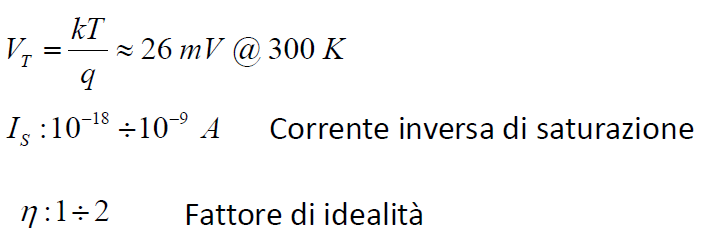 V_T = kT/q ≈ 26 mV @ 300 K
I_S : 10^-18 ÷ 10^-9 A Corrente inversa di saturazione
η : 1 ÷ 2 Fattore di idealità